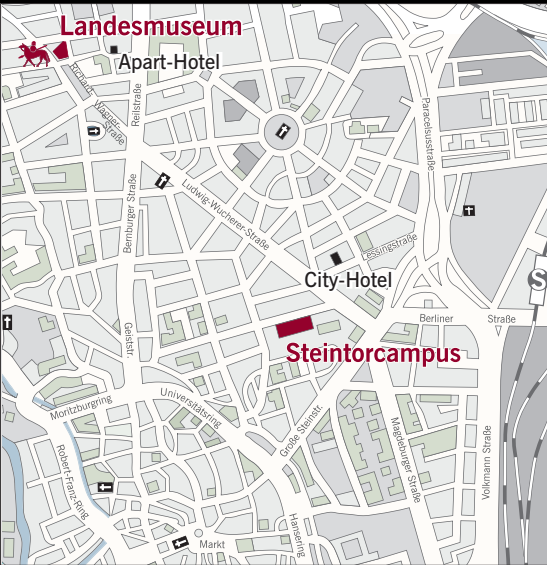 Landesmuseum
Apart-Hotel
Richard-
Wagner-
Straße
Reilstraße
Paracelsusstraße
Bernburger Straße
Ludwig-Wucherer-Straße
Lessingstraße
City-Hotel
S
Berliner Straße
Geiststr.
Steintorcampus
Moritzburgring
Universitätsring
Große Steinstr.
Magdeburger Straße
Volkmann Straße
Robert-Franz-Ring
Hansering
Markt